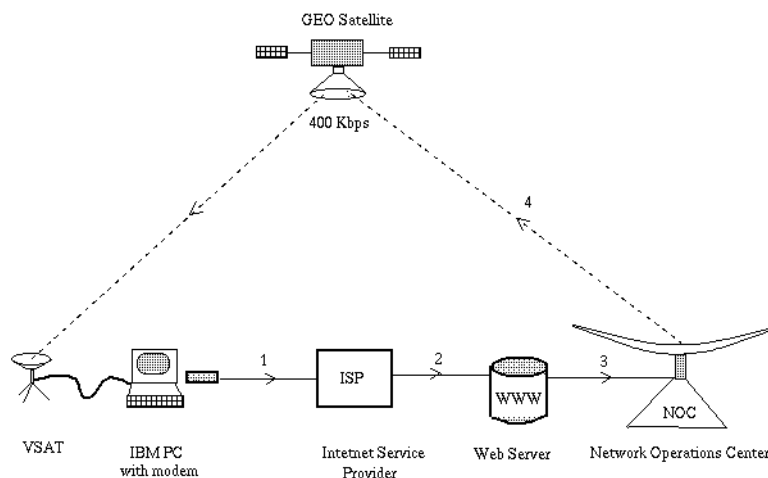 GEO Satellite
400 Kbps
4
1
2
3
ISP
WWW
NOC
VSAT
IBM PC
with modem
Intetnet Service
Provider
Web Server
Network Operations Center